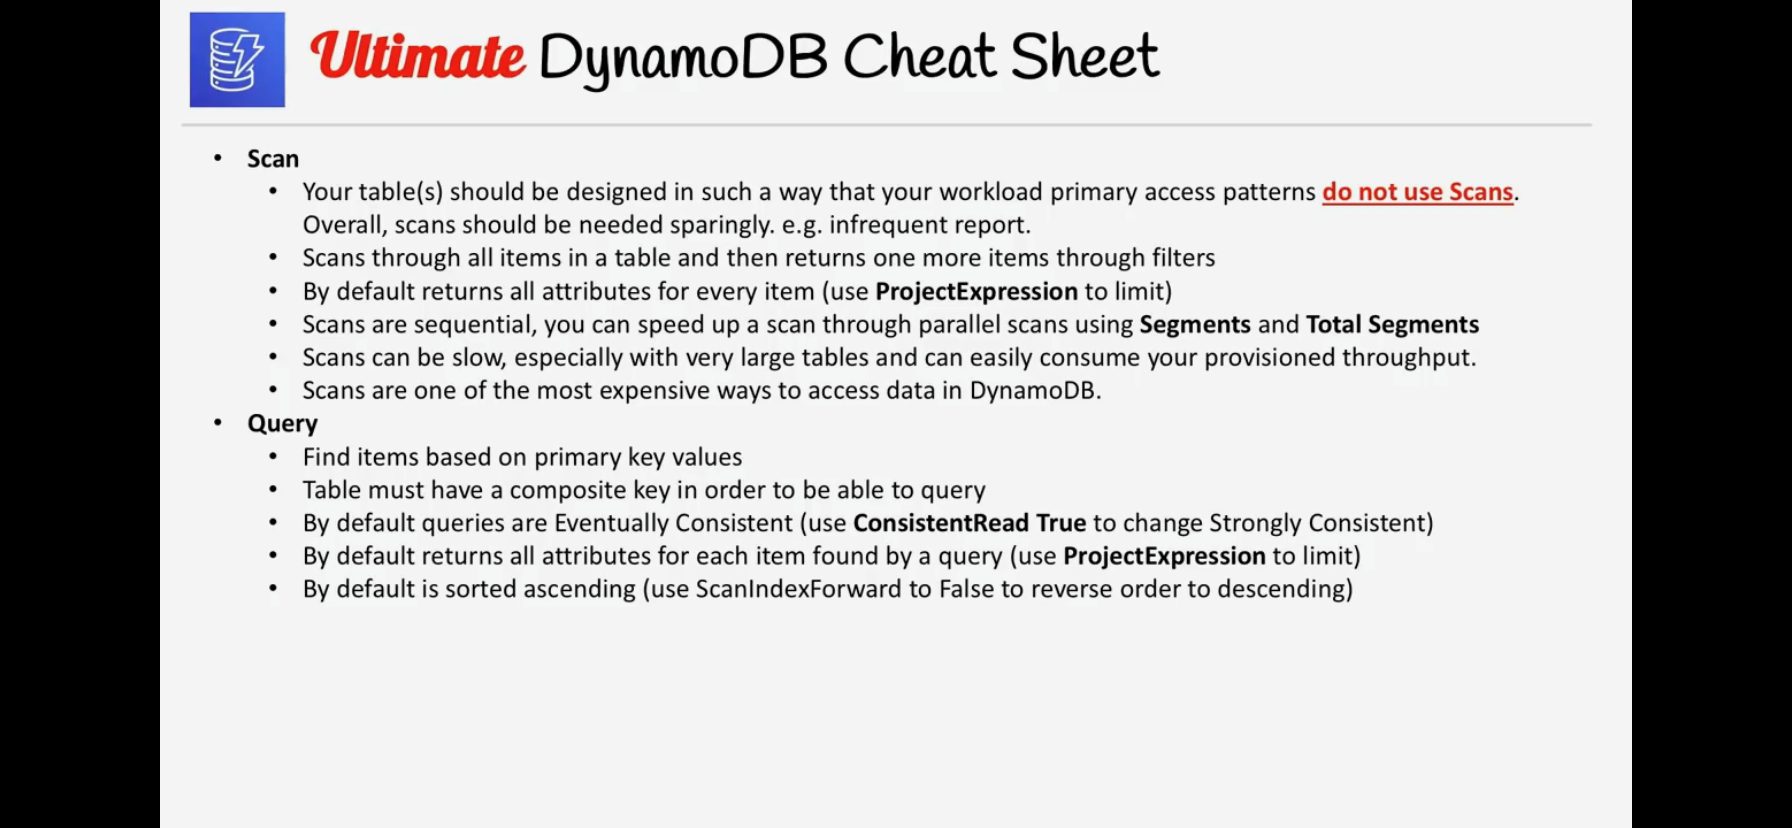 Ultimate DynamoDB Cheat Sheet
• Scan
• Your table(s) should be designed in such a way that your workload primary access patterns do not use Scans.
Overall, scans should be needed sparingly. e.g. infrequent report.
• Scans through all items in a table and then returns one more items through filters
• By default returns all attributes for every item (use ProjectExpression to limit)
• Scans are sequential, you can speed up a scan through parallel scans using Segments and Total Segments
• Scans can be slow, especially with very large tables and can easily consume your provisioned throughput.
• Scans are one of the most expensive ways to access data in DynamoDB.
• Query
• Find items based on primary key values
• Table must have a composite key in order to be able to query
• By default queries are Eventually Consistent (use ConsistentRead True to change Strongly Consistent)
• By default returns all attributes for each item found by a query (use ProjectExpression to limit)
• By default is sorted ascending (use ScanIndexForward to False to reverse order to descending)